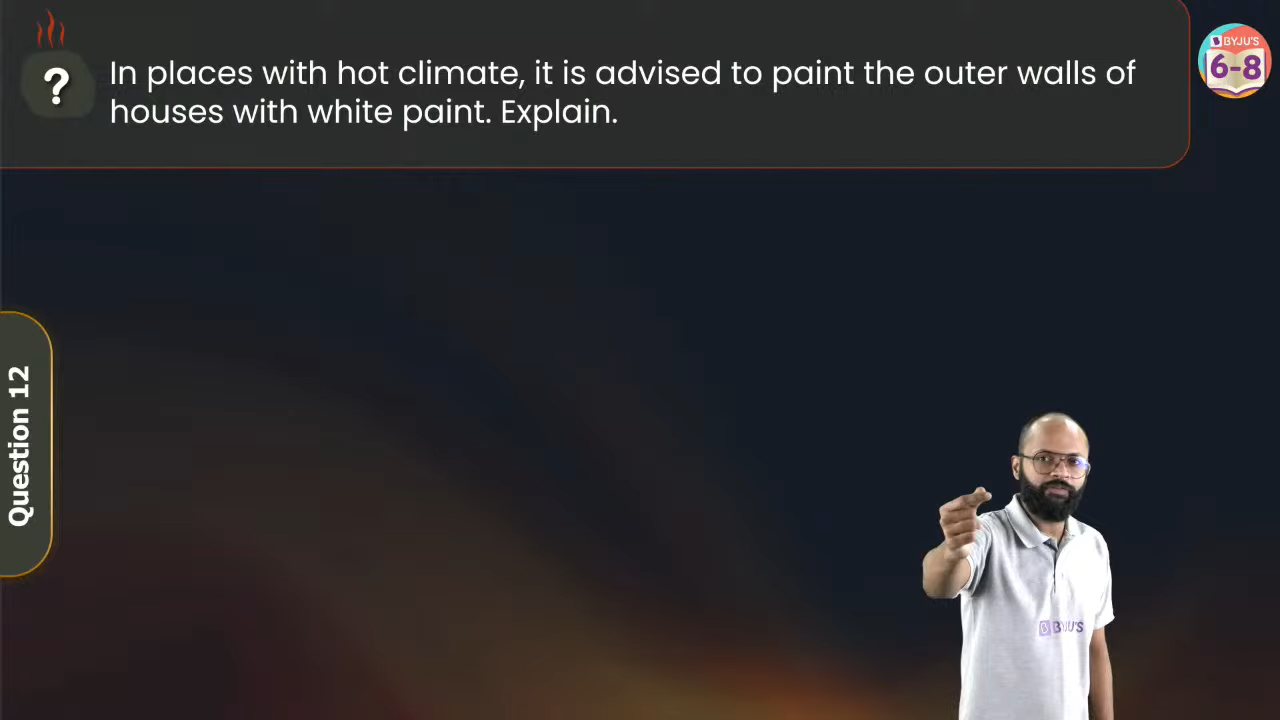 ?
In places with hot climate, it is advised to paint the outer walls of
houses with white paint. Explain.
BYJU'S
6-8
Question 12
BYJU'S